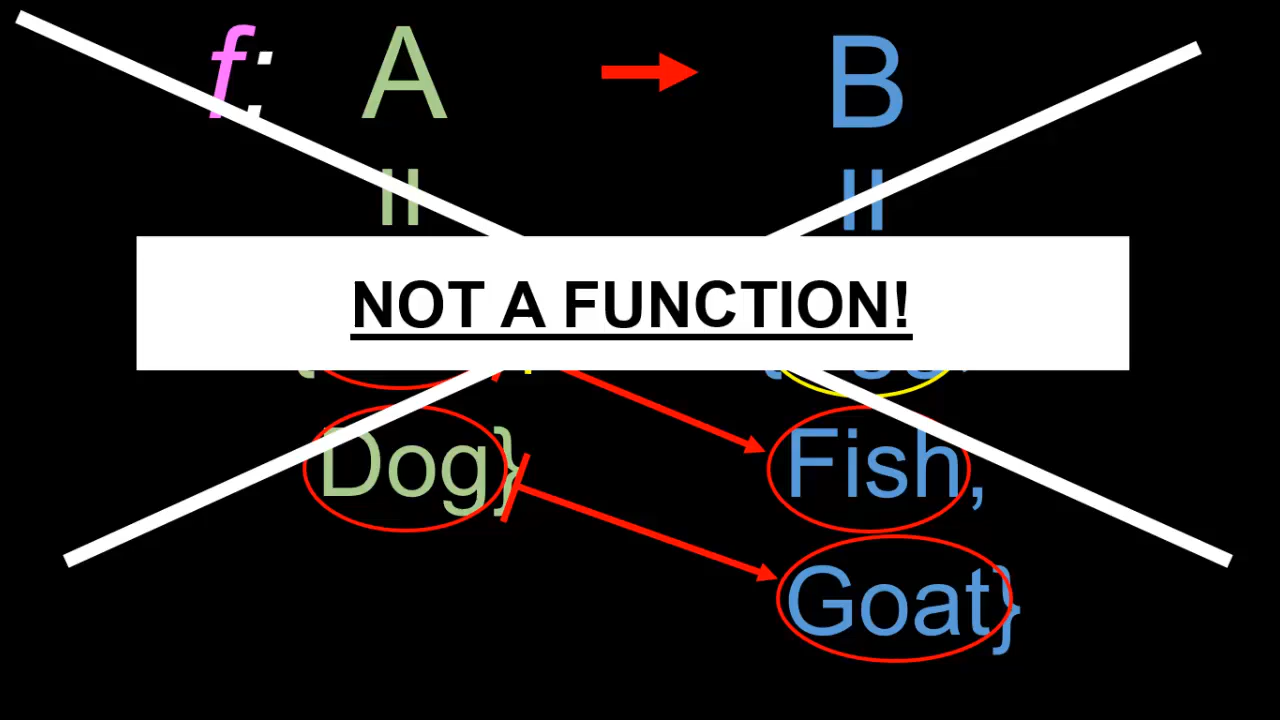 f: A → B
|| ||
NOT A FUNCTION!
Dog} Fish,
Goat}